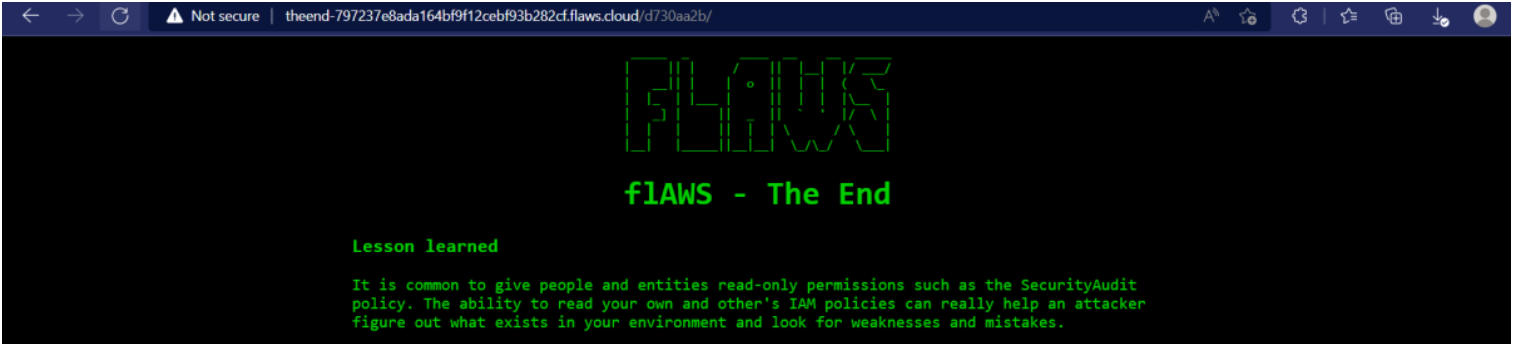 Not secure | theend-797237e8ada164bf9f12cebf93b282cf.flaws.cloud/d730aa2b/
FLAWS
flAWS - The End
Lesson learned
It is common to give people and entities read-only permissions such as the SecurityAudit
policy. The ability to read your own and other's IAM policies can really help an attacker
figure out what exists in your environment and look for weaknesses and mistakes.